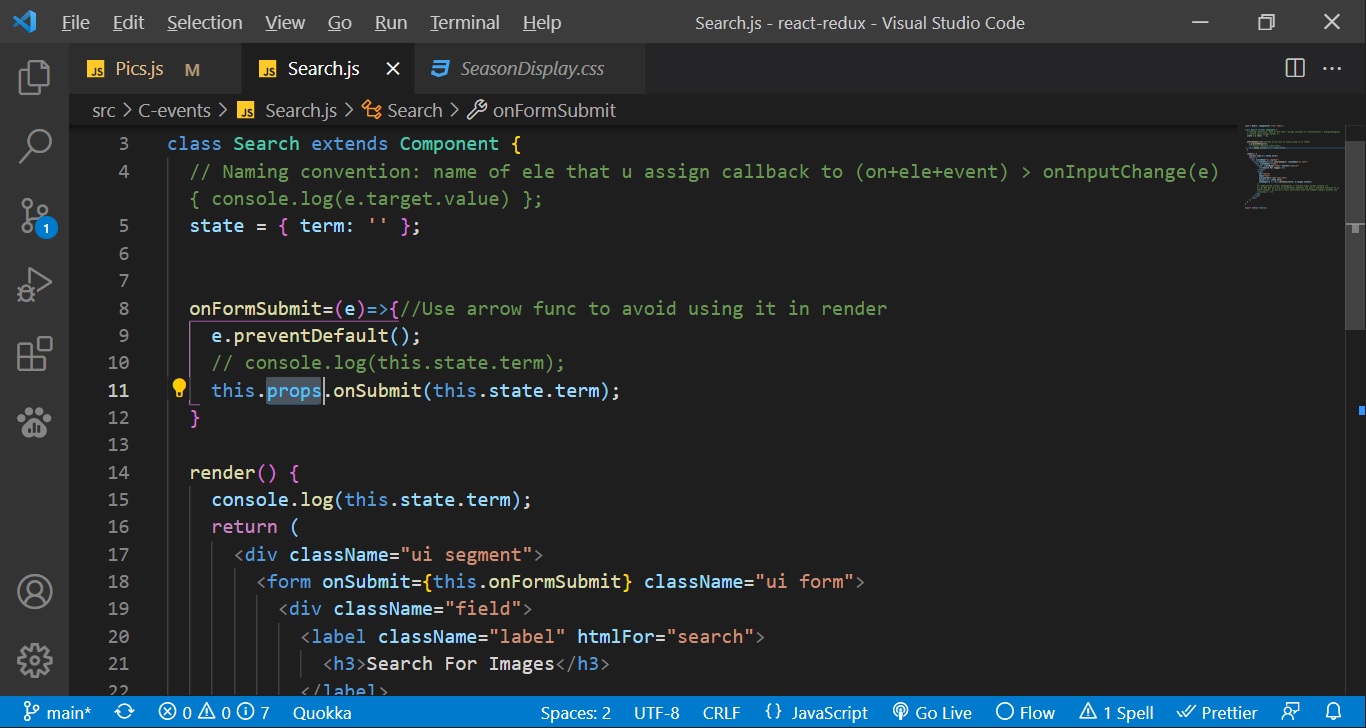 File Edit Selection View Go Run Terminal Help Search.js - react-redux - Visual Studio Code
JS Pics.js M JS Search.js SeasonDisplay.css
src > C-events > JS Search.js > Search > onFormSubmit
3 class Search extends Component {
4 // Naming convention: name of ele that u assign callback to (on+ele+event) > onInputChange(e)
{ console.log(e.target.value) };
5 state = { term: '' };
6
7
8 onFormSubmit=(e)=>{//Use arrow func to avoid using it in render
9 e.preventDefault();
10 // console.log(this.state.term);
11 this.props.onSubmit(this.state.term);
12 }
13
14 render() {
15 console.log(this.state.term);
16 return (
17 <div className="ui segment">
18 <form onSubmit={this.onFormSubmit} className="ui form">
19 <div className="field">
20 <label className="label" htmlFor="search">
21 <h3>Search For Images</h3>
22 </label>
1
main* 0 0 7 Quokka Spaces: 2 UTF-8 CRLF {} JavaScript Go Live Flow 1 Spell Prettier